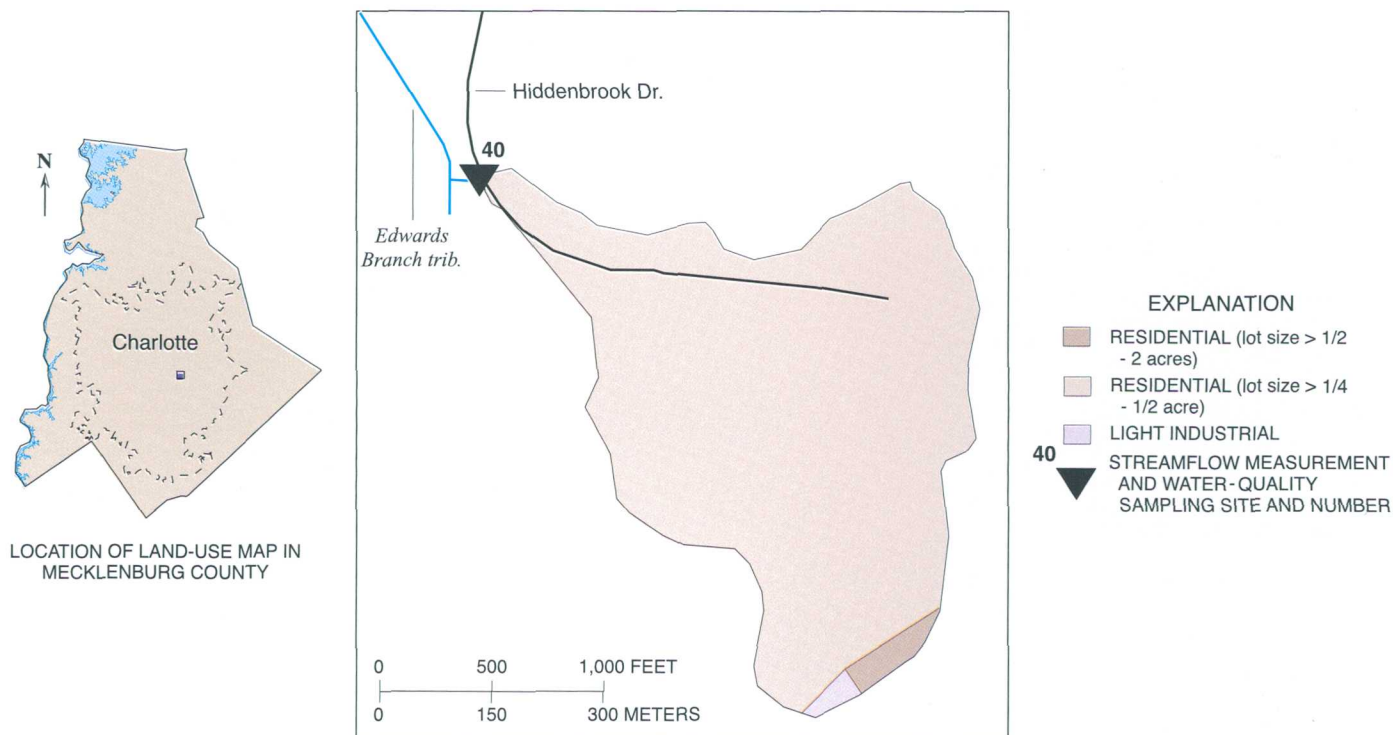 N
Charlotte
LOCATION OF LAND-USE MAP IN
MECKLENBURG COUNTY
Hiddenbrook Dr.
40
Edwards
Branch trib.
0 500 1,000 FEET
0 150 300 METERS
EXPLANATION
RESIDENTIAL (lot size > 1/2
- 2 acres)
RESIDENTIAL (lot size > 1/4
- 1/2 acre)
LIGHT INDUSTRIAL
40
STREAMFLOW MEASUREMENT
AND WATER-QUALITY
SAMPLING SITE AND NUMBER